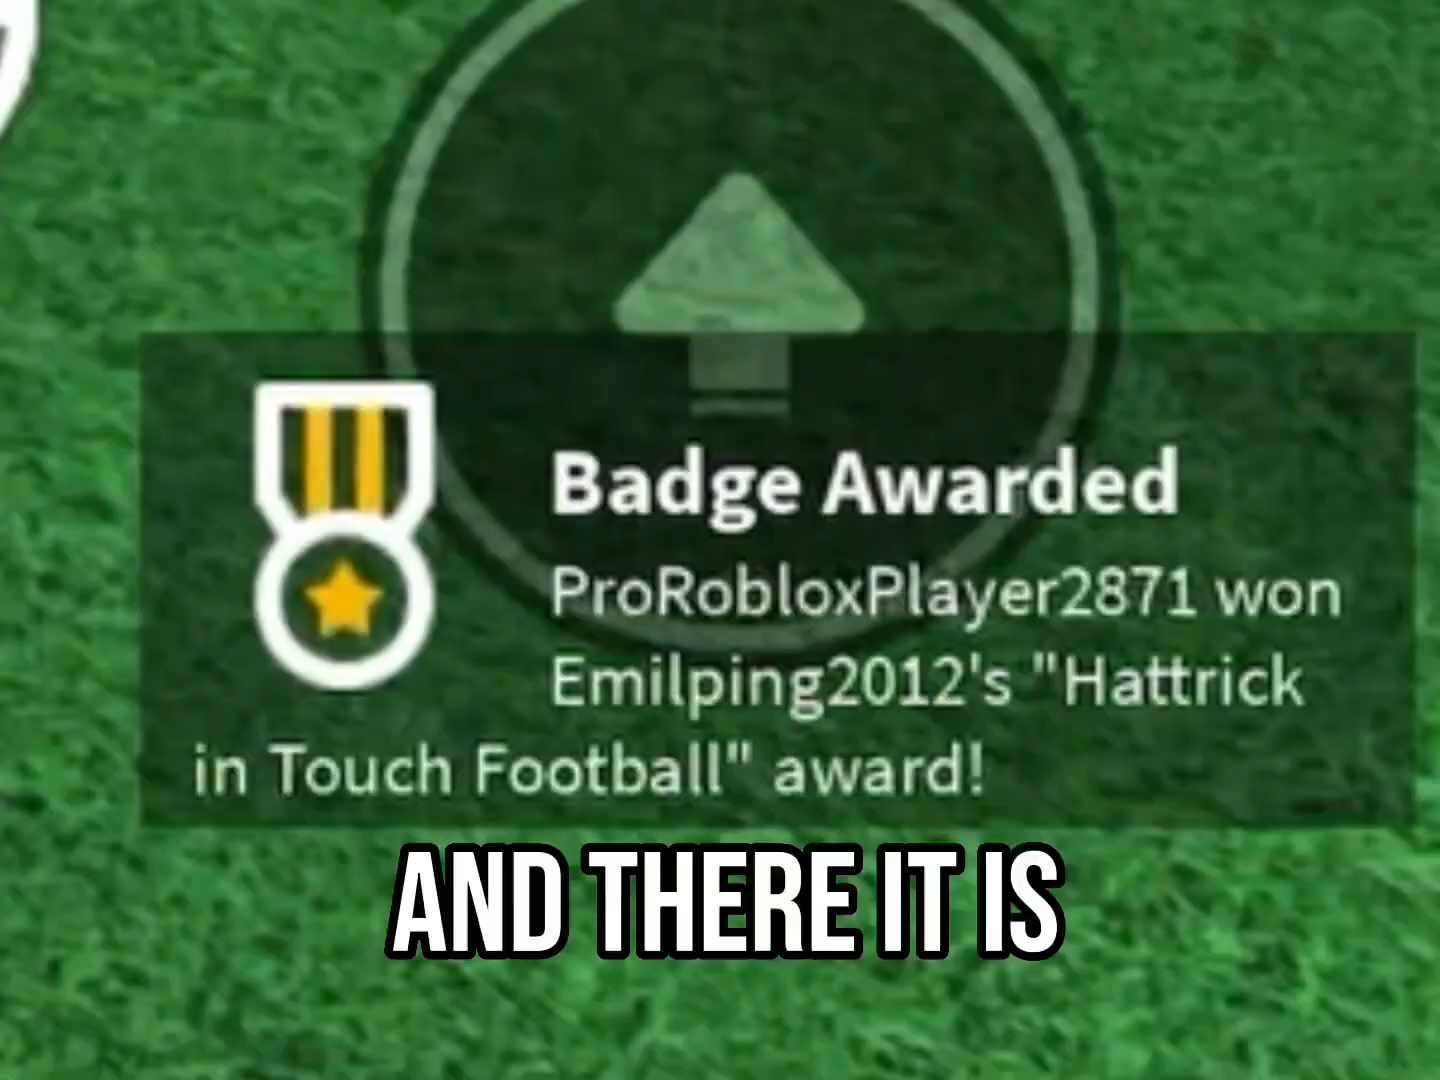 Badge Awarded
ProRobloxPlayer2871 won
Emilping2012's "Hattrick
in Touch Football" award!
AND THERE IT IS